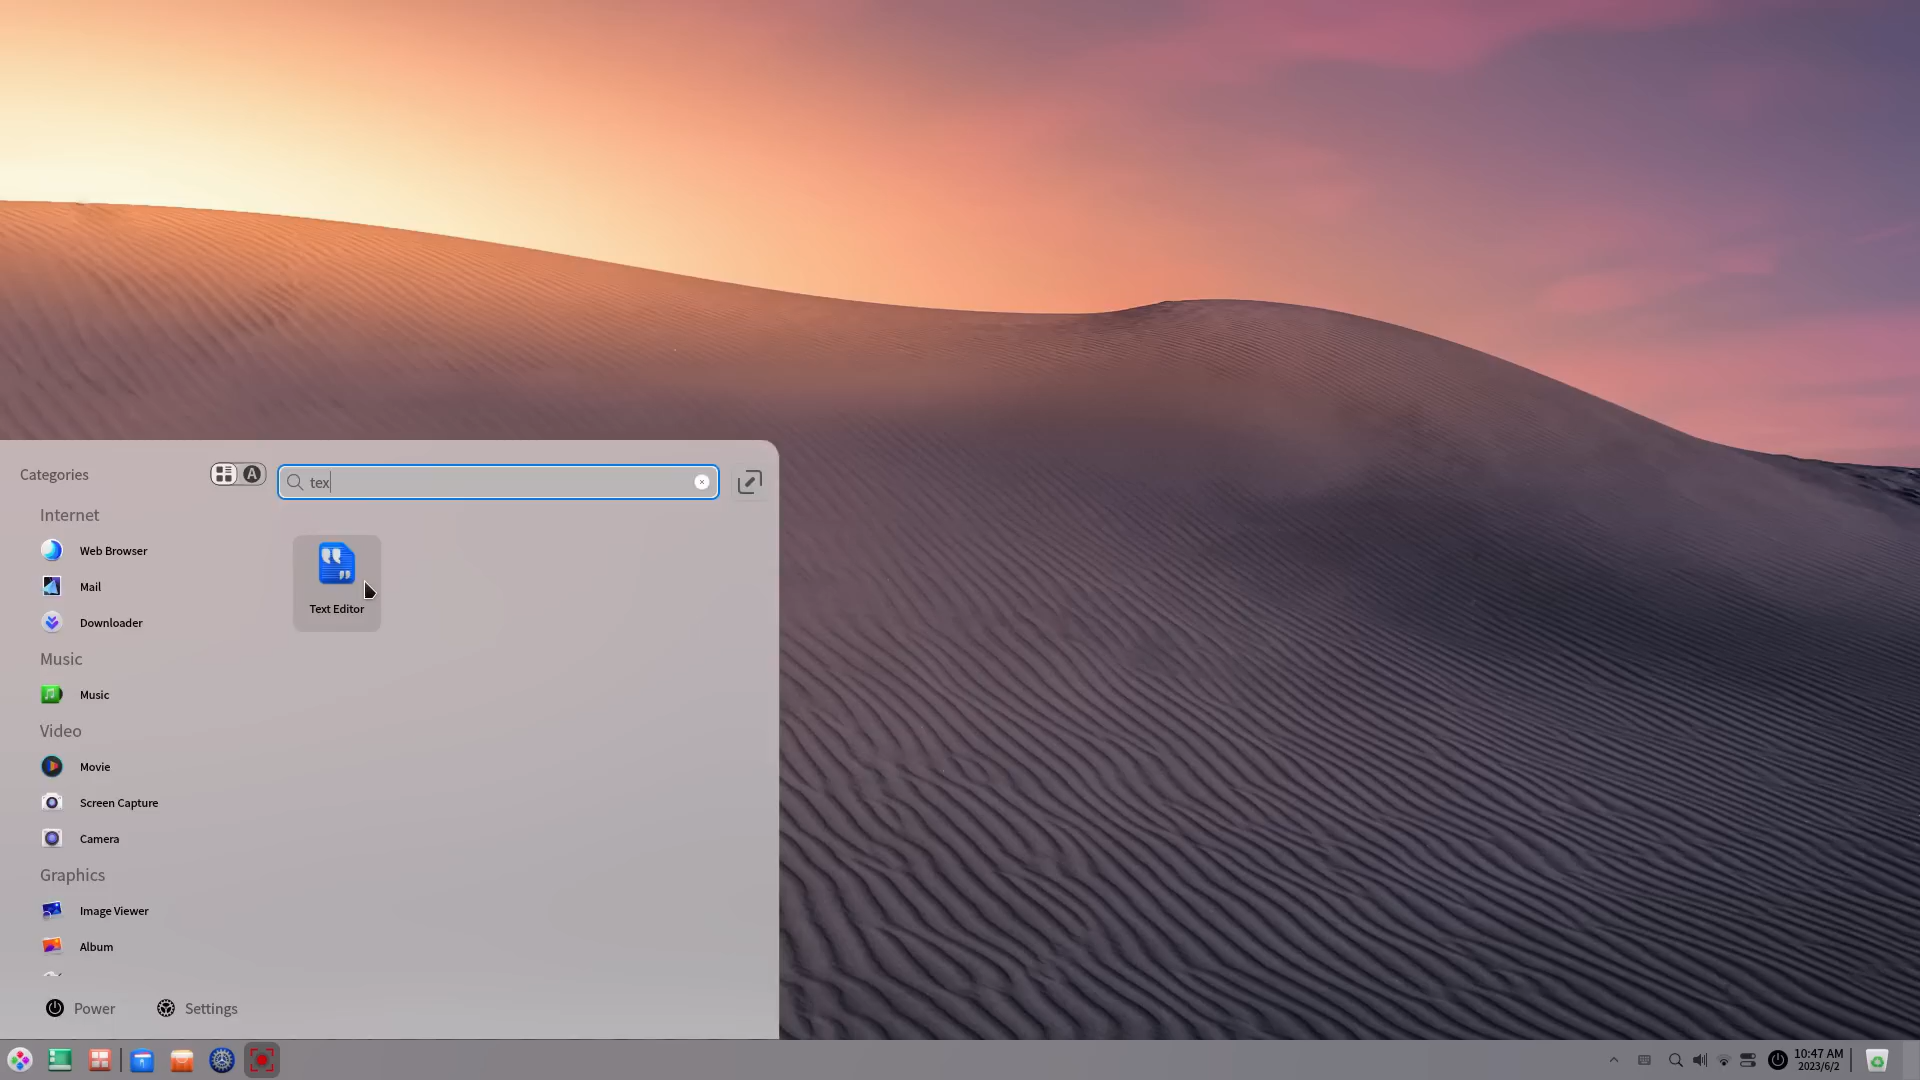 Categories
A
tex
Internet
Web Browser
Mail
Downloader
Text Editor
Music
Music
Video
Movie
Screen Capture
Camera
Graphics
Image Viewer
Album
Power
Settings
10:47 AM
2023/6/2